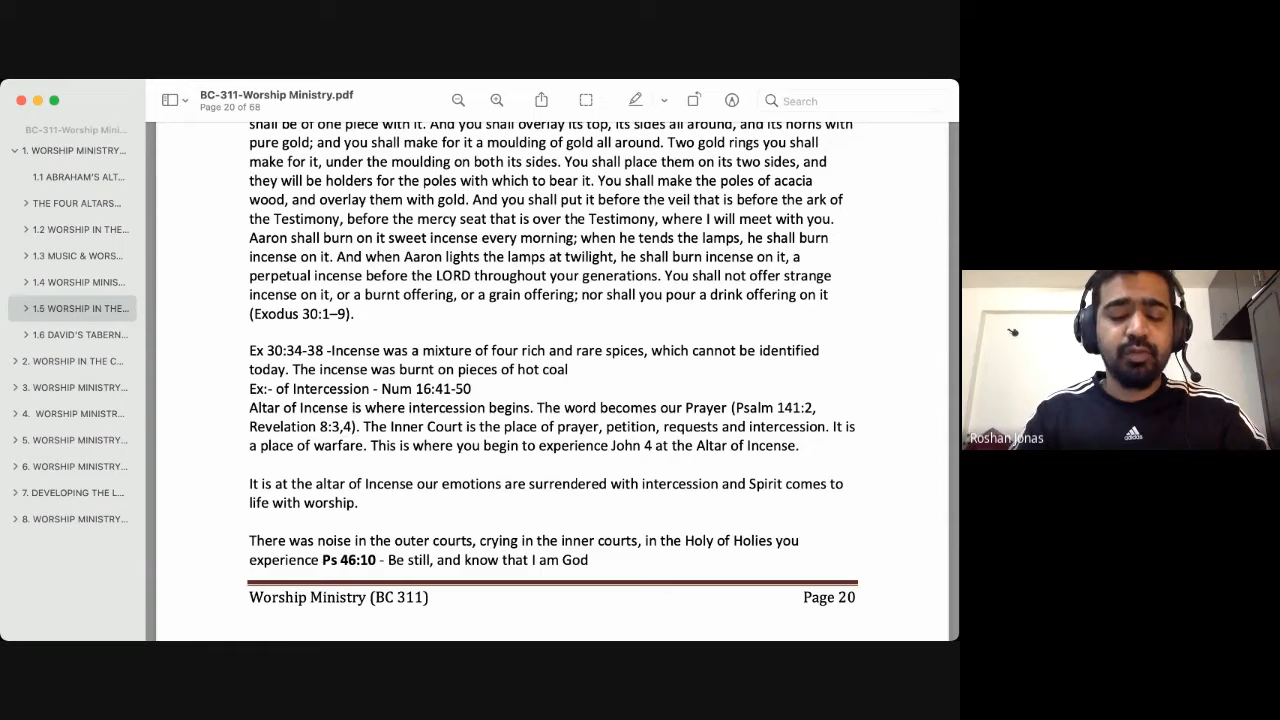 BC-311-Worship Ministry.pdf
Page 20 of 68
Search
BC-311-Worship Mini...
1. WORSHIP MINISTRY...
1.1 ABRAHAM'S ALT...
THE FOUR ALTARS...
1.2 WORSHIP IN THE...
1.3 MUSIC & WORS...
1.4 WORSHIP MINIS...
1.5 WORSHIP IN THE...
1.6 DAVID'S TABERN...
2. WORSHIP IN THE C...
3. WORSHIP MINISTRY...
4. WORSHIP MINISTR...
5. WORSHIP MINISTRY...
6. WORSHIP MINISTRY...
7. DEVELOPING THE L...
8. WORSHIP MINISTRY...
shall be of one piece with it. And you shall overlay its top, its sides all around, and its horns with
pure gold; and you shall make for it a moulding of gold all around. Two gold rings you shall
make for it, under the moulding on both its sides. You shall place them on its two sides, and
they will be holders for the poles with which to bear it. You shall make the poles of acacia
wood, and overlay them with gold. And you shall put it before the veil that is before the ark of
the Testimony, before the mercy seat that is over the Testimony, where I will meet with you.
Aaron shall burn on it sweet incense every morning; when he tends the lamps, he shall burn
incense on it. And when Aaron lights the lamps at twilight, he shall burn incense on it, a
perpetual incense before the LORD throughout your generations. You shall not offer strange
incense on it, or a burnt offering, or a grain offering; nor shall you pour a drink offering on it
(Exodus 30:1–9).
Ex 30:34-38 -Incense was a mixture of four rich and rare spices, which cannot be identified
today. The incense was burnt on pieces of hot coal
Ex:- of Intercession - Num 16:41-50
Altar of Incense is where intercession begins. The word becomes our Prayer (Psalm 141:2,
Revelation 8:3,4). The Inner Court is the place of prayer, petition, requests and intercession. It is
a place of warfare. This is where you begin to experience John 4 at the Altar of Incense.
It is at the altar of Incense our emotions are surrendered with intercession and Spirit comes to
life with worship.
There was noise in the outer courts, crying in the inner courts, in the Holy of Holies you
experience Ps 46:10 - Be still, and know that I am God
Worship Ministry (BC 311) Page 20
adidas
Roshan Jonas